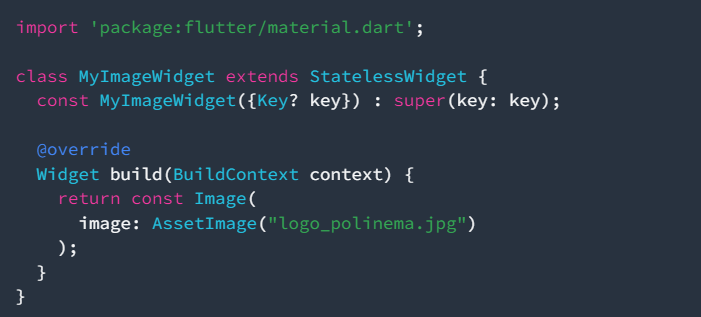 import 'package:flutter/material.dart';
class MyImageWidget extends StatelessWidget {
const MyImageWidget({Key? key}) : super(key: key);
@override
Widget build(BuildContext context) {
return const Image(
image: AssetImage("logo_polinema.jpg")
);
}
}